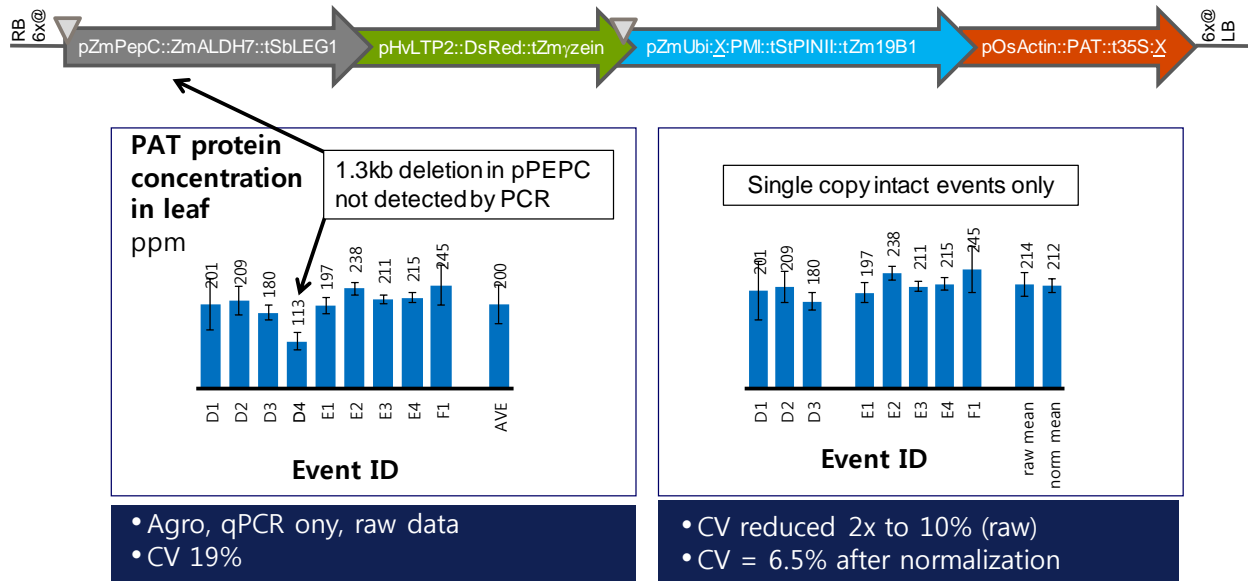 RB
6x@
pZmPepC::ZmALDH7::tSbLEG1
pHvLTP2::DsRed::tZmγzein
pZmUbi:X:PMI::tStPINII::tZm19B1
pOsActin::PAT::t35S:X
6x@
LB
PAT protein
concentration
in leaf
ppm
1.3kb deletion in pPEPC
not detected by PCR
201
209
180
113
197
238
211
215
245
200
D1
D2
D3
D4
E1
E2
E3
E4
F1
AVE
Event ID
• Agro, qPCR ony, raw data
• CV 19%
Single copy intact events only
201
209
180
197
238
211
215
245
214
212
D1
D2
D3
E1
E2
E3
E4
F1
raw mean
norm mean
Event ID
• CV reduced 2x to 10% (raw)
• CV = 6.5% after normalization